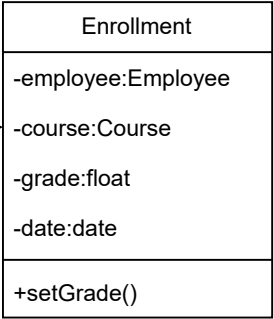 Enrollment
-employee:Employee
-course:Course
-grade:float
-date:date
+setGrade()